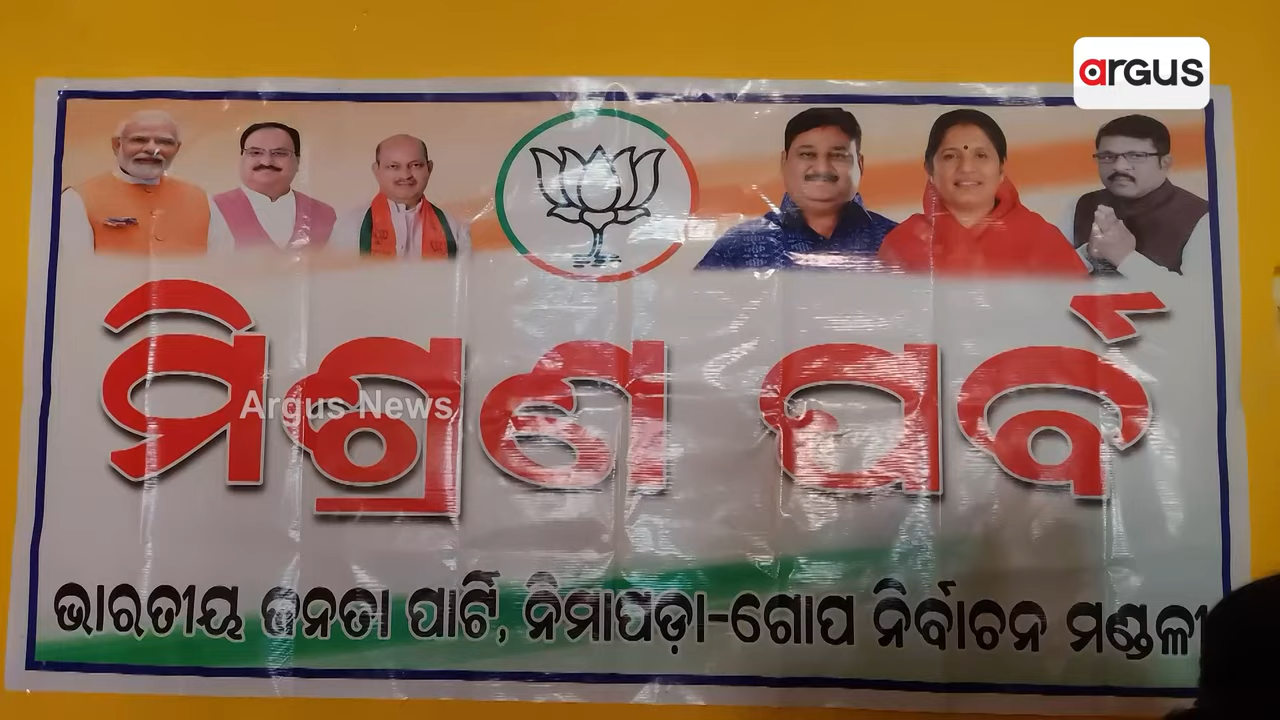 argus
ମିଶ୍ରଣ ପର୍ବ
Argus News
ଭାରତୀୟ ଜନତା ପାର୍ଟି, ନିମାପଡ଼ା-ଗୋପ ନିର୍ବାଚନ ମଣ୍ଡଳୀ